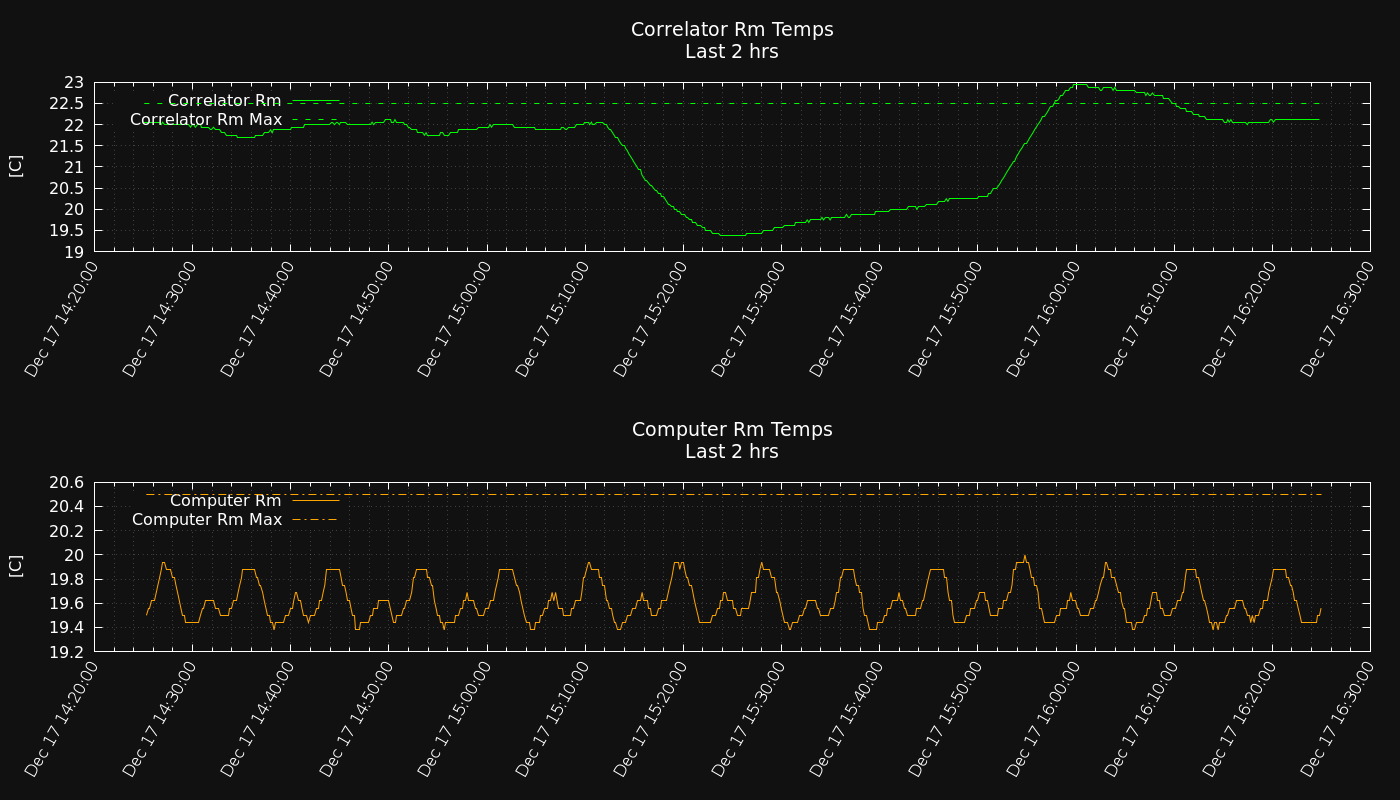 Correlator Rm Temps
Last 2 hrs
23
22.5
22
21.5
21
20.5
20
19.5
19
[C]
Correlator Rm
Correlator Rm Max
Dec 17 14:20:00
Dec 17 14:30:00
Dec 17 14:40:00
Dec 17 14:50:00
Dec 17 15:00:00
Dec 17 15:10:00
Dec 17 15:20:00
Dec 17 15:30:00
Dec 17 15:40:00
Dec 17 15:50:00
Dec 17 16:00:00
Dec 17 16:10:00
Dec 17 16:20:00
Dec 17 16:30:00
Computer Rm Temps
Last 2 hrs
20.6
20.4
20.2
20
19.8
19.6
19.4
19.2
[C]
Computer Rm
Computer Rm Max
Dec 17 14:20:00
Dec 17 14:30:00
Dec 17 14:40:00
Dec 17 14:50:00
Dec 17 15:00:00
Dec 17 15:10:00
Dec 17 15:20:00
Dec 17 15:30:00
Dec 17 15:40:00
Dec 17 15:50:00
Dec 17 16:00:00
Dec 17 16:10:00
Dec 17 16:20:00
Dec 17 16:30:00